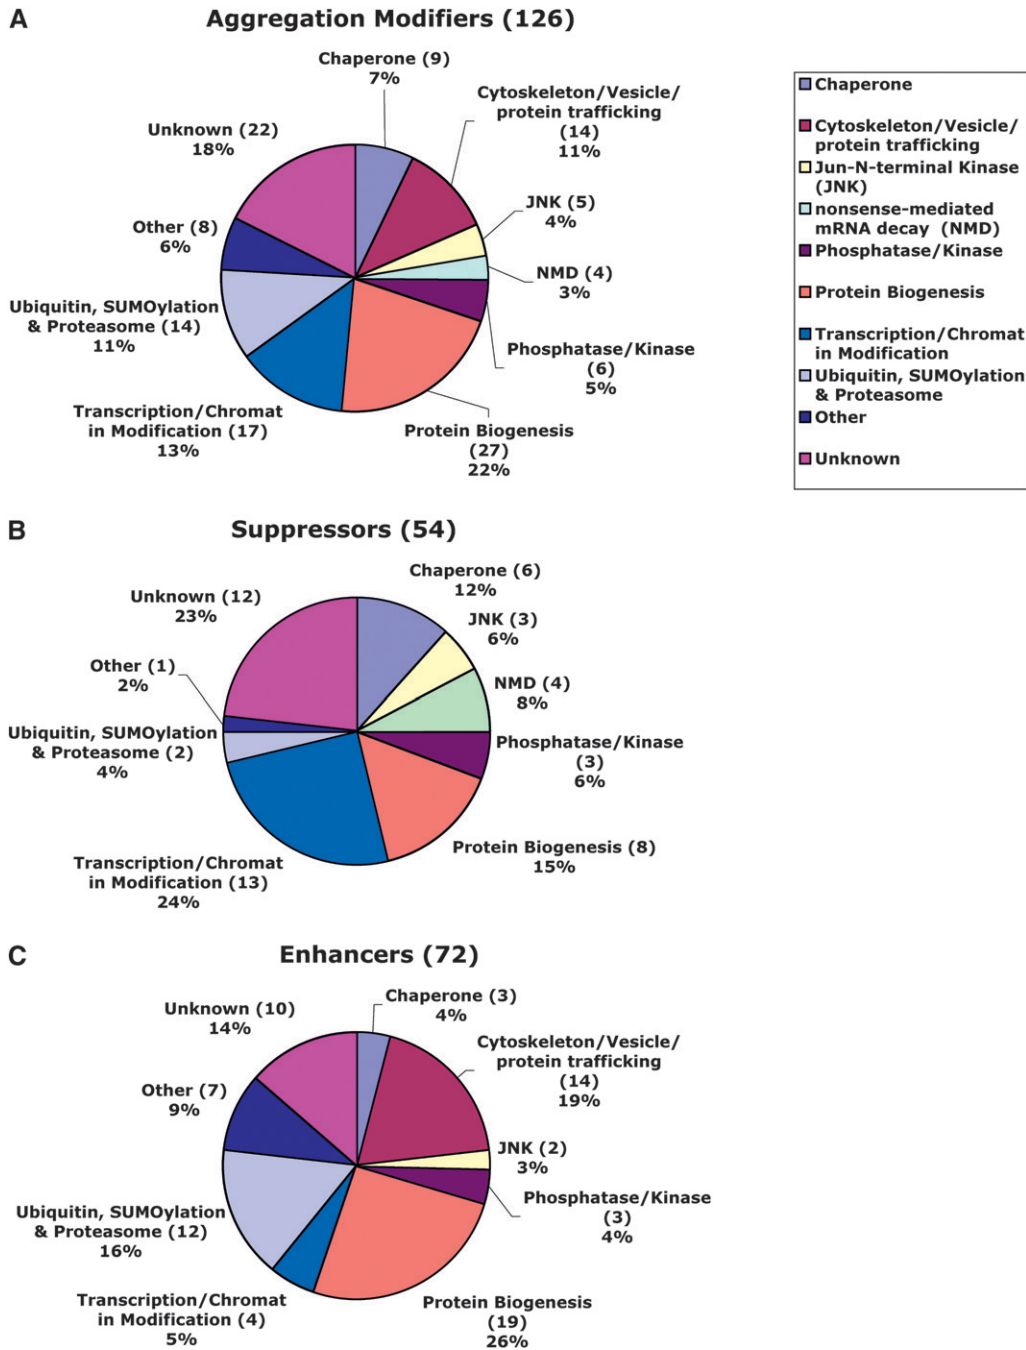 A
Aggregation Modifiers (126)
Chaperone (9)
7%
Cytoskeleton/Vesicle/
protein trafficking
(14)
11%
JNK (5)
4%
NMD (4)
3%
Phosphatase/Kinase
(6)
5%
Protein Biogenesis
(27)
22%
Transcription/Chromat
in Modification (17)
13%
Ubiquitin, SUMOylation
& Proteasome (14)
11%
Other (8)
6%
Unknown (22)
18%
Chaperone
Cytoskeleton/Vesicle/
protein trafficking
Jun-N-terminal Kinase
(JNK)
nonsense-mediated
mRNA decay (NMD)
Phosphatase/Kinase
Protein Biogenesis
Transcription/Chromat
in Modification
Ubiquitin, SUMOylation
& Proteasome
Other
Unknown
B
Suppressors (54)
Chaperone (6)
12%
JNK (3)
6%
NMD (4)
8%
Phosphatase/Kinase
(3)
6%
Protein Biogenesis (8)
15%
Transcription/Chromat
in Modification (13)
24%
Ubiquitin, SUMOylation
& Proteasome (2)
4%
Other (1)
2%
Unknown (12)
23%
C
Enhancers (72)
Chaperone (3)
4%
Cytoskeleton/Vesicle/
protein trafficking
(14)
19%
JNK (2)
3%
Phosphatase/Kinase
(3)
4%
Protein Biogenesis
(19)
26%
Transcription/Chromat
in Modification (4)
5%
Ubiquitin, SUMOylation
& Proteasome (12)
16%
Other (7)
9%
Unknown (10)
14%